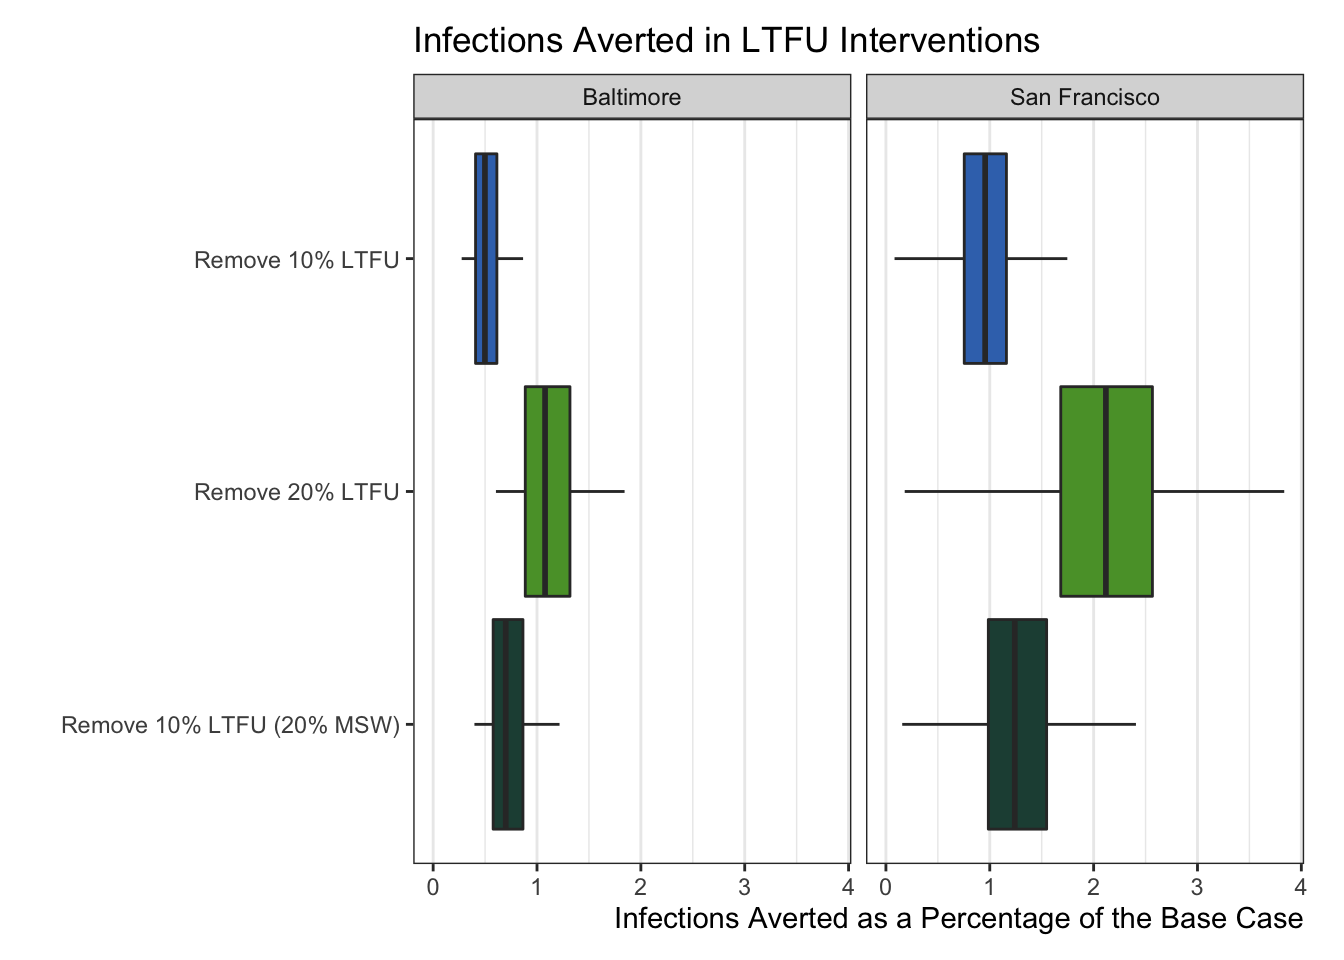 Infections Averted in LTFU Interventions
Baltimore
San Francisco
Remove 10% LTFU
Remove 20% LTFU
Remove 10% LTFU (20% MSW)
0 1 2 3 4
0 1 2 3 4
Infections Averted as a Percentage of the Base Case